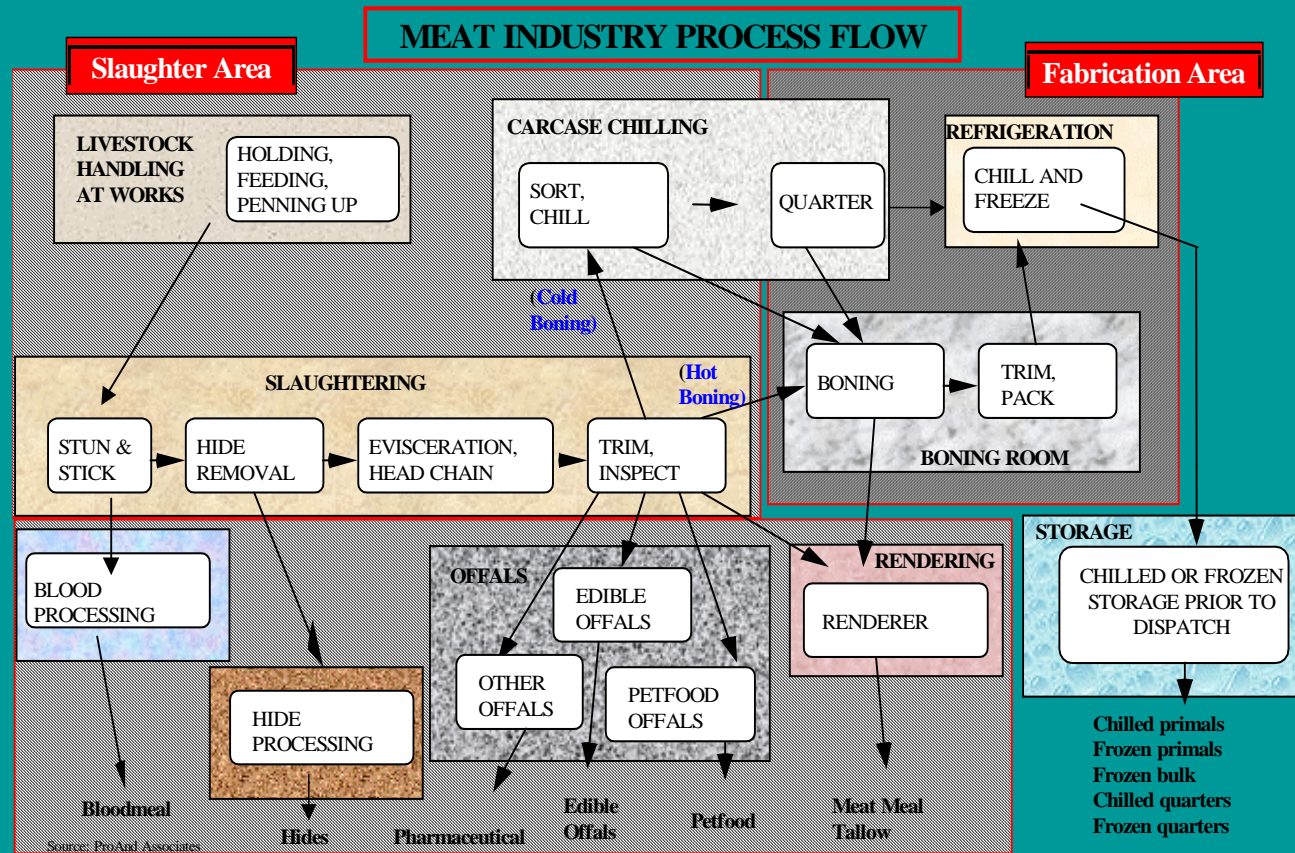 MEAT INDUSTRY PROCESS FLOW
Slaughter Area
Fabrication Area
LIVESTOCK
HANDLING
AT WORKS
HOLDING,
FEEDING,
PENNING UP
CARCASE CHILLING
SORT,
CHILL
QUARTER
REFRIGERATION
CHILL AND
FREEZE
(Cold
Boning)
SLAUGHTERING
(Hot
Boning)
STUN &
STICK
HIDE
REMOVAL
EVISCERATION,
HEAD CHAIN
TRIM,
INSPECT
BONING
TRIM,
PACK
BONING ROOM
BLOOD
PROCESSING
HIDE
PROCESSING
OFFALS
EDIBLE
OFFALS
OTHER
OFFALS
PETFOOD
OFFALS
RENDERING
RENDERER
STORAGE
CHILLED OR FROZEN
STORAGE PRIOR TO
DISPATCH
Bloodmeal
Hides
Pharmaceutical
Edible
Offals
Petfood
Meat Meal
Tallow
Chilled primals
Frozen primals
Frozen bulk
Chilled quarters
Frozen quarters
Source: ProAnd Associates